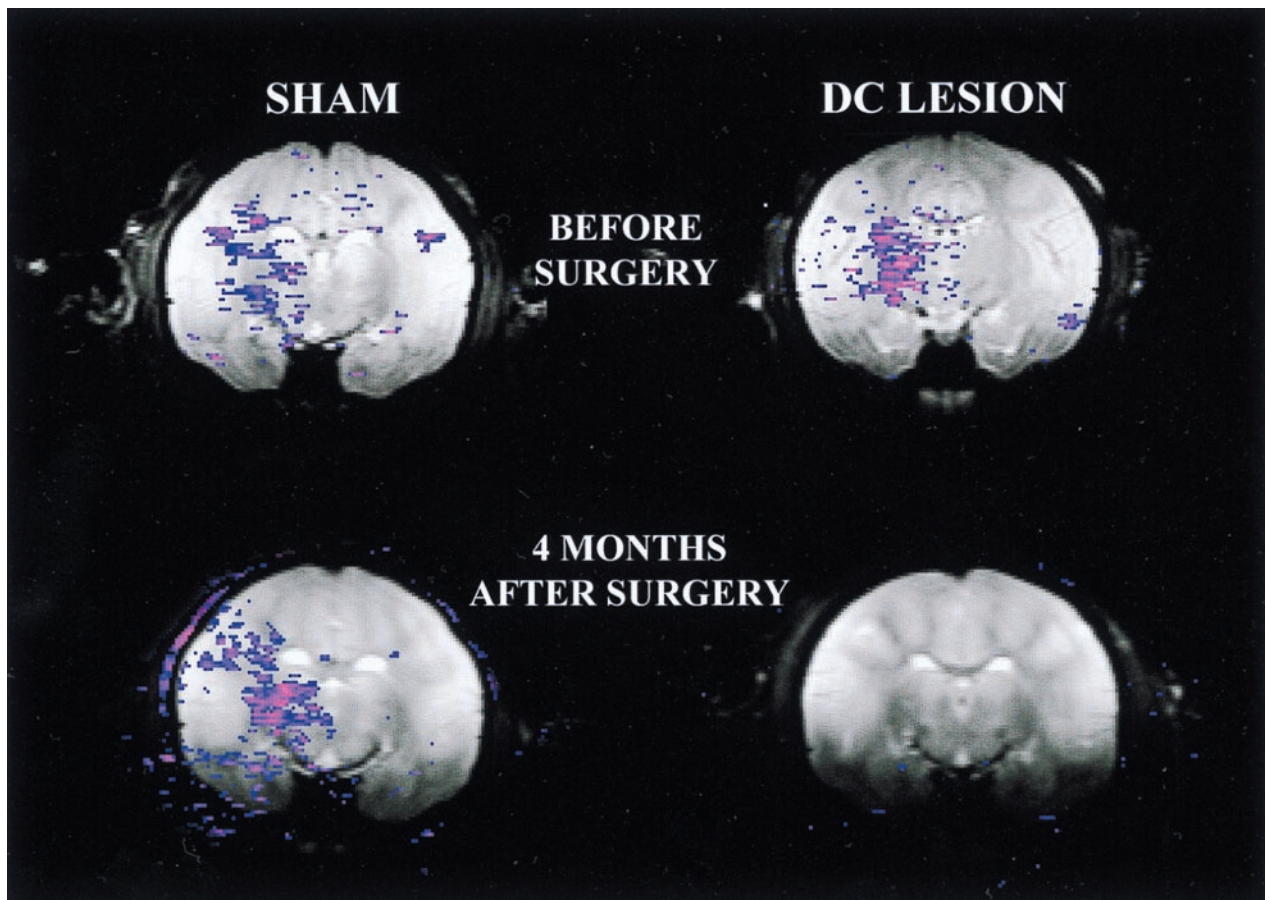 SHAM
DC LESION
BEFORE
SURGERY
4 MONTHS
AFTER SURGERY